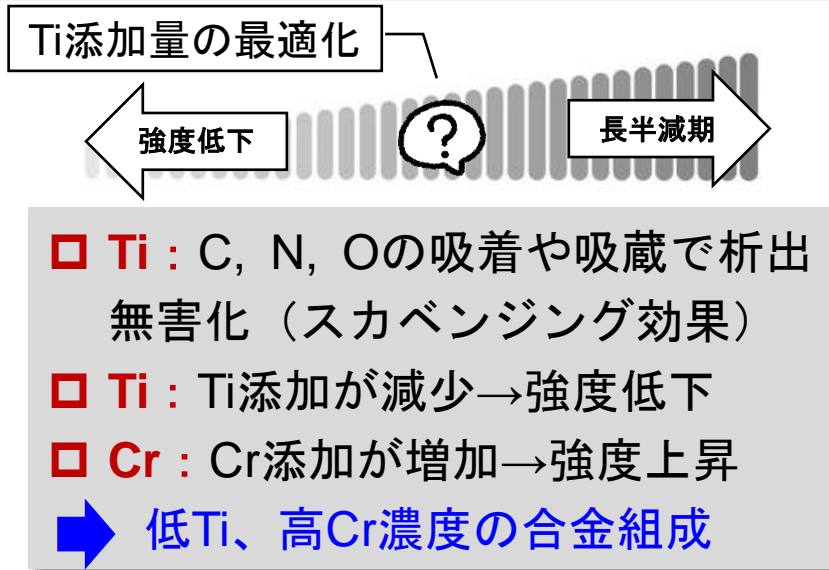 Ti添加量の最適化
強度低下
?
長半減期
Ti：C, N, Oの吸着や吸蔵で析出
無害化（スカベンジング効果）
Ti：Ti添加が減少→強度低下
Cr：Cr添加が増加→強度上昇
低Ti、高Cr濃度の合金組成